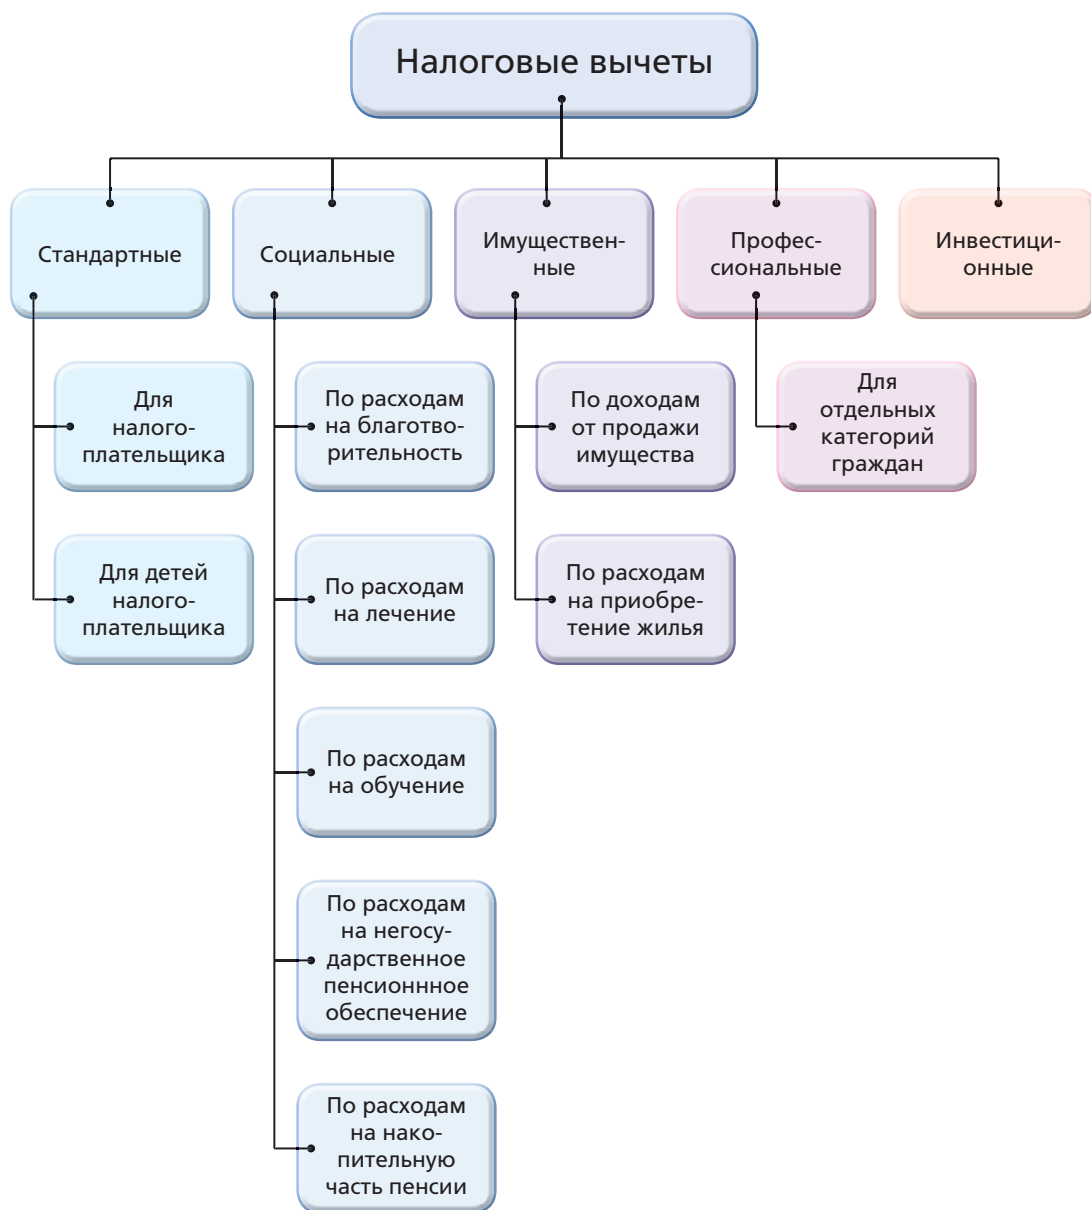 Налоговые вычеты
Стандартные
Социальные
Имуществен-
ные
Профес-
сиональные
Инвестици-
онные
Для
налого-
плательщика
Для детей
налого-
плательщика
По расходам
на благотво-
рительность
По расходам
на лечение
По расходам
на обучение
По расходам
на негосу-
дарственное
пенсионнное
обеспечение
По расходам
на нако-
пительную
часть пенсии
По доходам
от продажи
имущества
По расходам
на приобре-
тение жилья
Для
отдельных
категорий
граждан